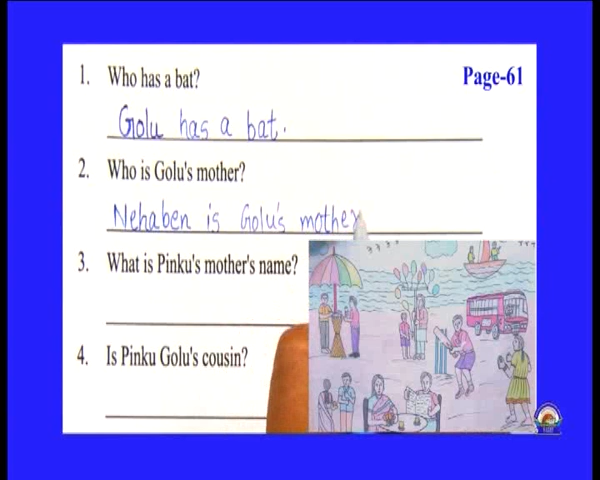 Page-61
1. Who has a bat?
Golu has a bat.
2. Who is Golu's mother?
Nehaben is Golu's mother
3. What is Pinku's mother's name?
4. Is Pinku Golu's cousin?